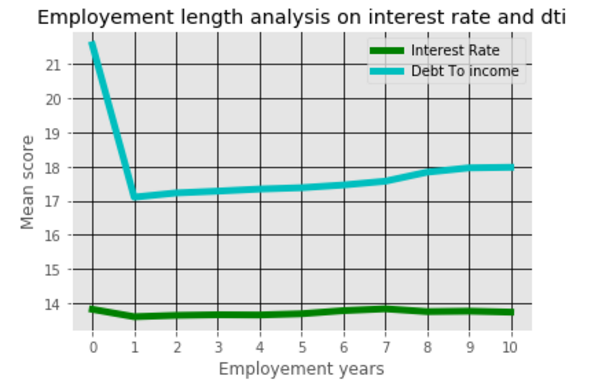 Employement length analysis on interest rate and dti
Interest Rate
Debt To income
Mean score
21
20
19
18
17
16
15
14
0 1 2 3 4 5 6 7 8 9 10
Employement years